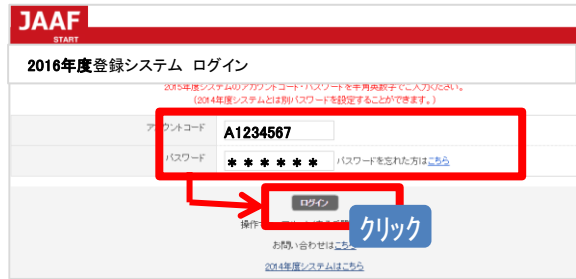 JAAF
START
2016年度登録システム ログイン
2015年度システムのアカウントコード・パスワードを半角英数字でご入力ください。
(2014年度システムとは別パスワードを設定することができます。)
アカウントコード A1234567
パスワード ****** パスワードを忘れた方はこちら
ログイン
クリック
お問い合わせはこちら
2014年度システムはこちら